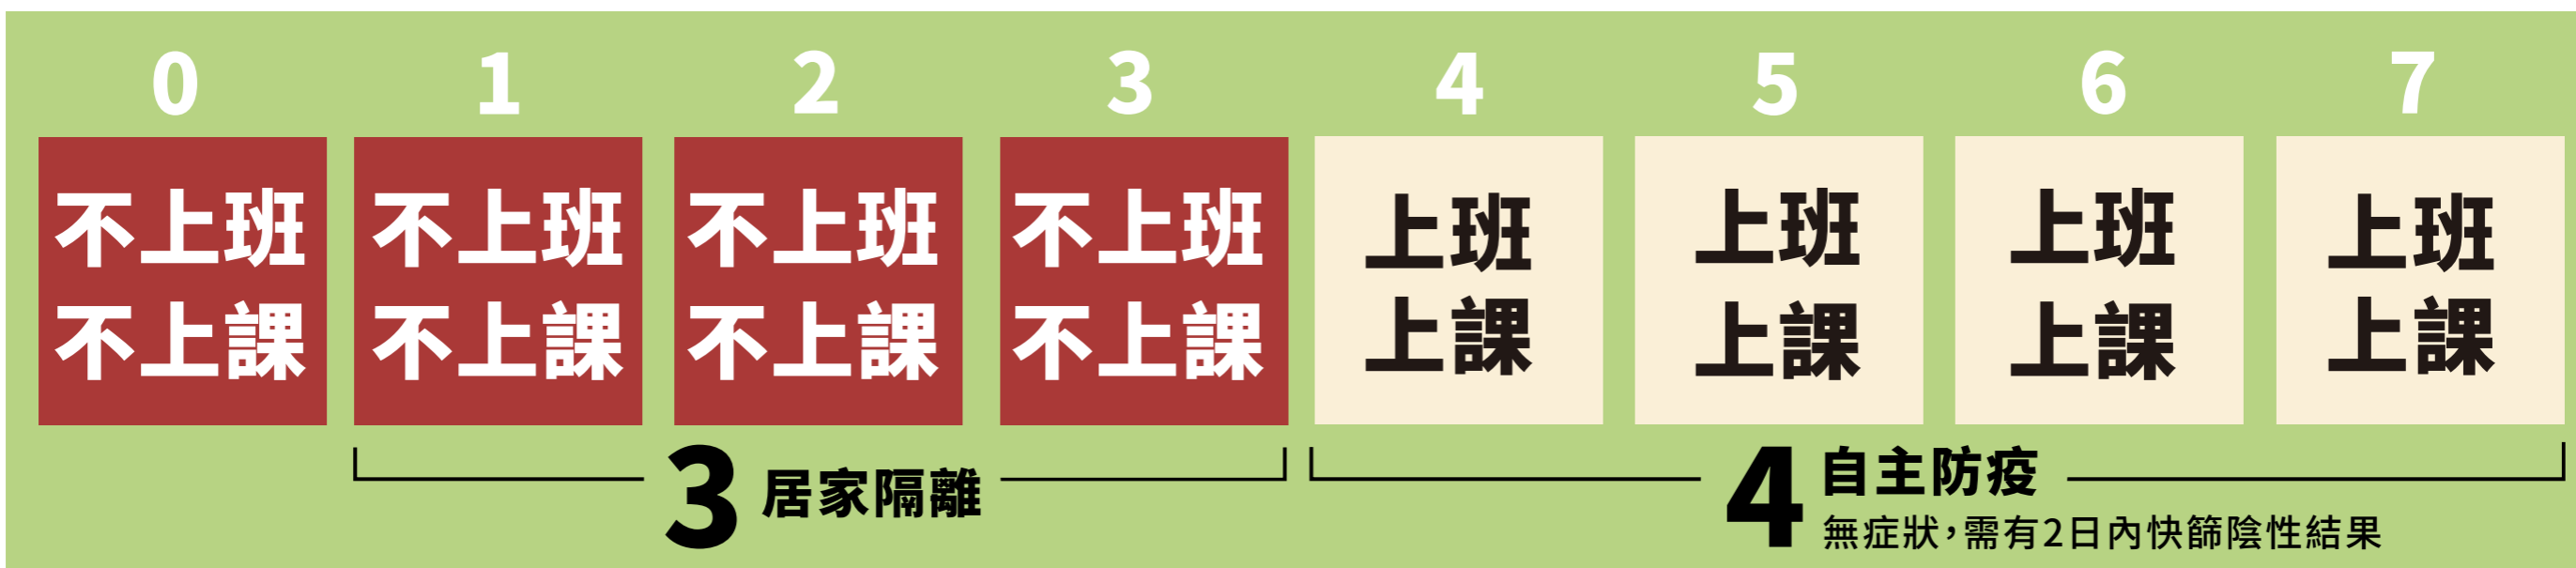 0 1 2 3 4 5 6 7
不上班 不上班 不上班 不上班 上班 上班 上班 上班
不上課 不上課 不上課 不上課 上課 上課 上課 上課
3 居家隔離
4 自主防疫
無症狀，需有2日內快篩陰性結果